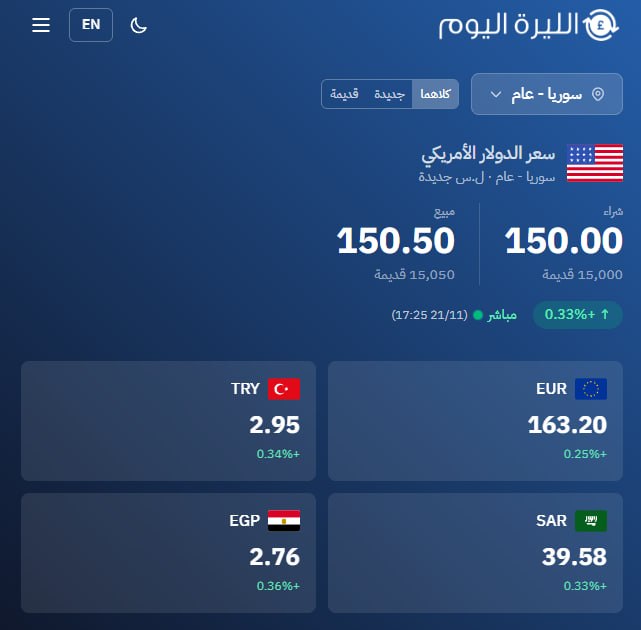 الليرة اليوم
EN
سوريا - عام
كلاهما جديدة قديمة
سعر الدولار الأمريكي
سوريا - عام · ل.س جديدة
شراء
150.00
15,000 قديمة
مبيع
150.50
15,050 قديمة
↑ +0.33%
مباشر (17:25 21/11)
EUR
163.20
0.25%+
TRY
2.95
0.34%+
SAR
39.58
0.33%+
EGP
2.76
0.36%+